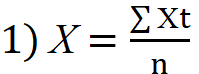 1) X = ∑ Xt / n